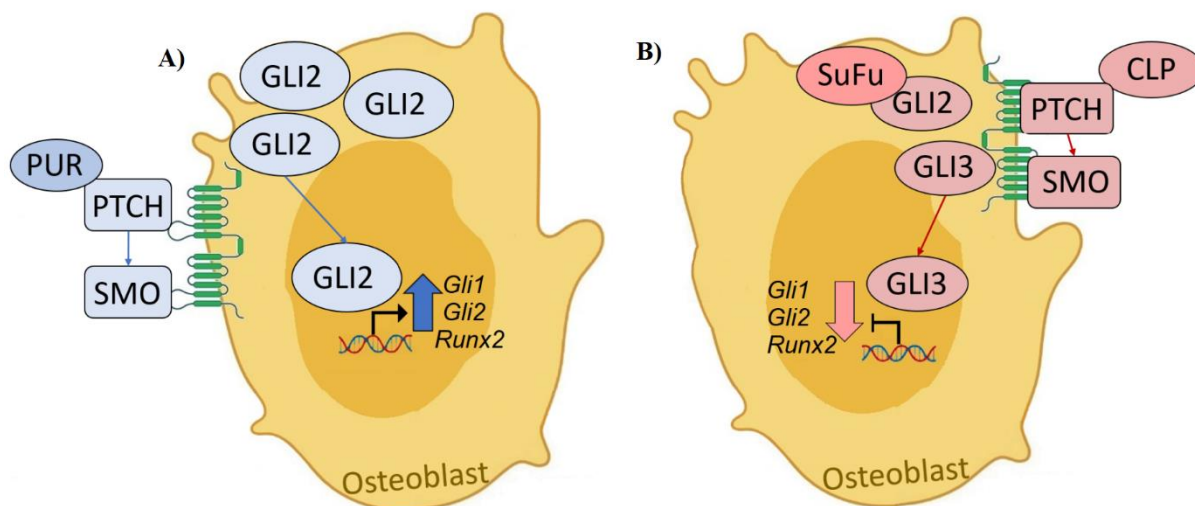 A)
GLI2
GLI2
GLI2
PUR
PTCH
SMO
GLI2
Gli1
Gli2
Runx2
Osteoblast
B)
SuFu
GLI2
CLP
PTCH
GLI3
SMO
GLI3
Gli1
Gli2
Runx2
Osteoblast